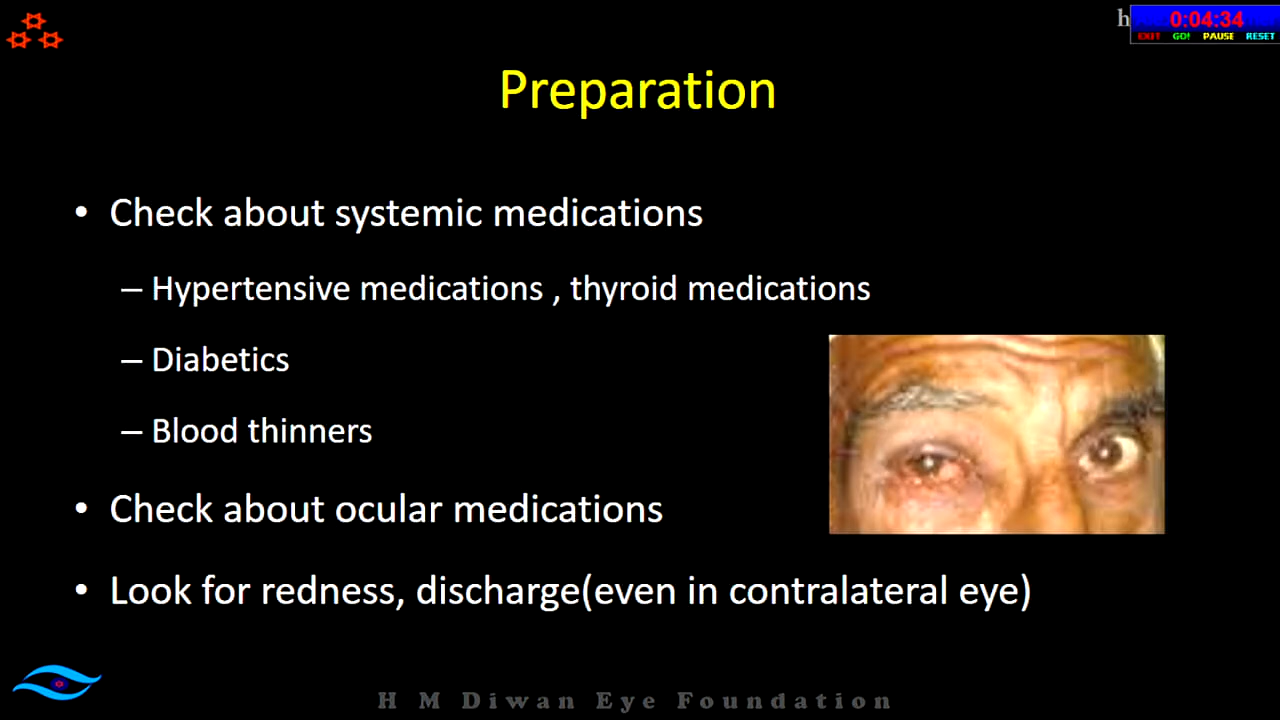 h
0:04:34
EXIT GO! PAUSE RESET
Preparation
• Check about systemic medications
– Hypertensive medications , thyroid medications
– Diabetics
– Blood thinners
• Check about ocular medications
• Look for redness, discharge(even in contralateral eye)
H M Diwan Eye Foundation